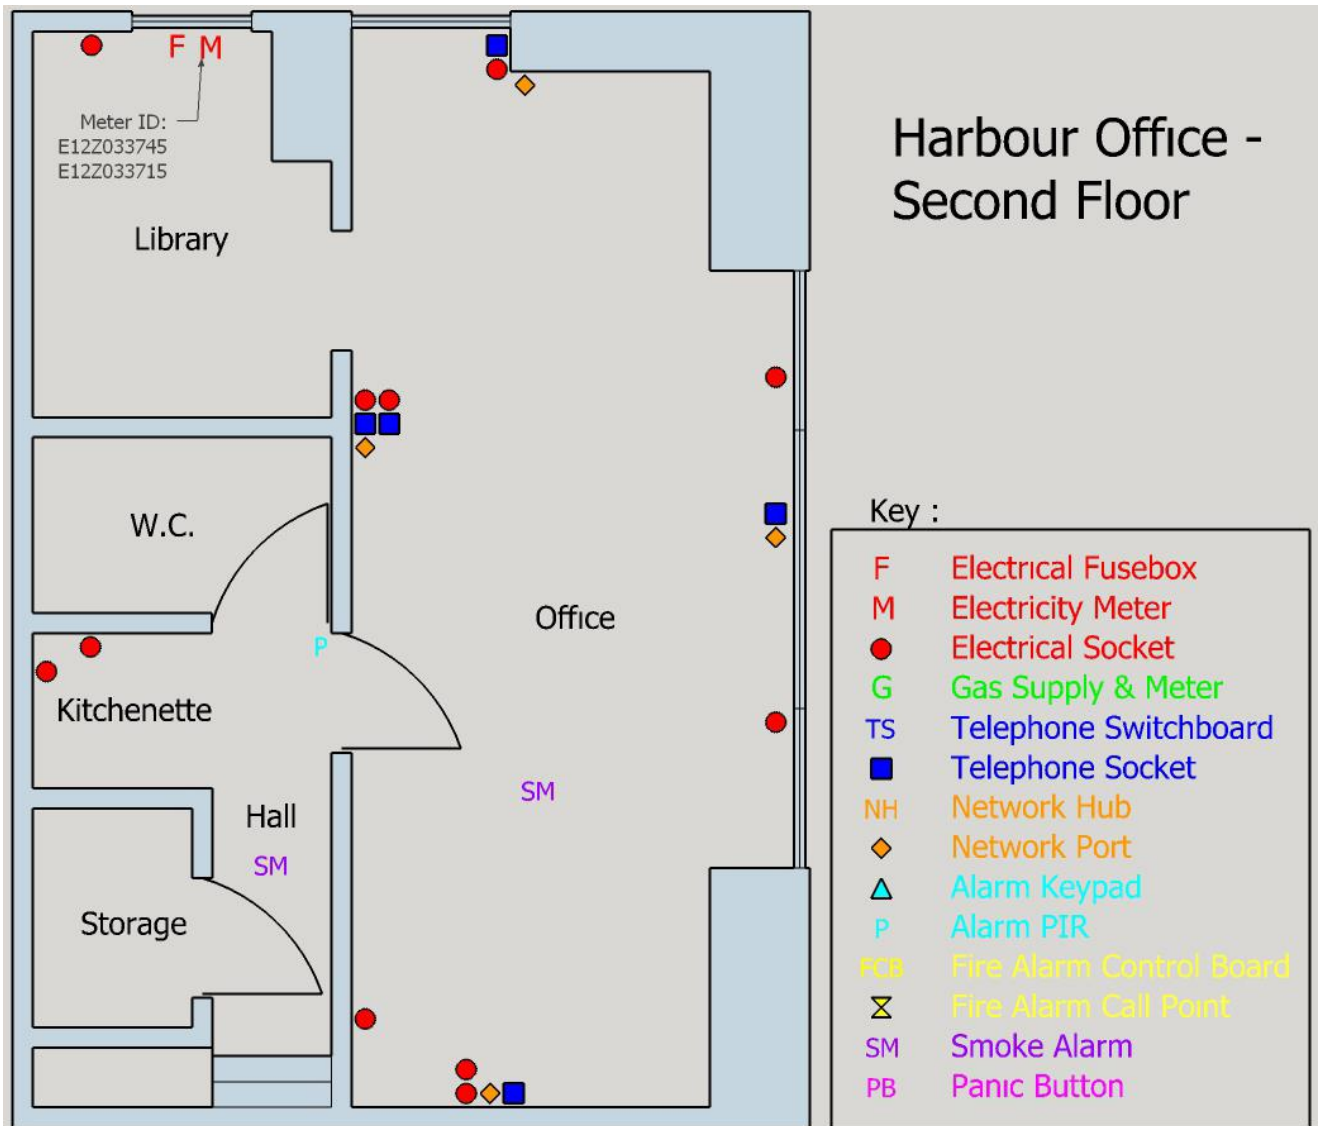 F M
Meter ID:
E12Z033745
E12Z033715
Library
Harbour Office -
Second Floor
W.C.
P
Kitchenette
Office
SM
Hall
SM
Storage
Key :
F Electrical Fusebox
M Electricity Meter
Electrical Socket
G Gas Supply & Meter
TS Telephone Switchboard
Telephone Socket
NH Network Hub
Network Port
Alarm Keypad
P Alarm PIR
FCB Fire Alarm Control Board
Fire Alarm Call Point
SM Smoke Alarm
PB Panic Button